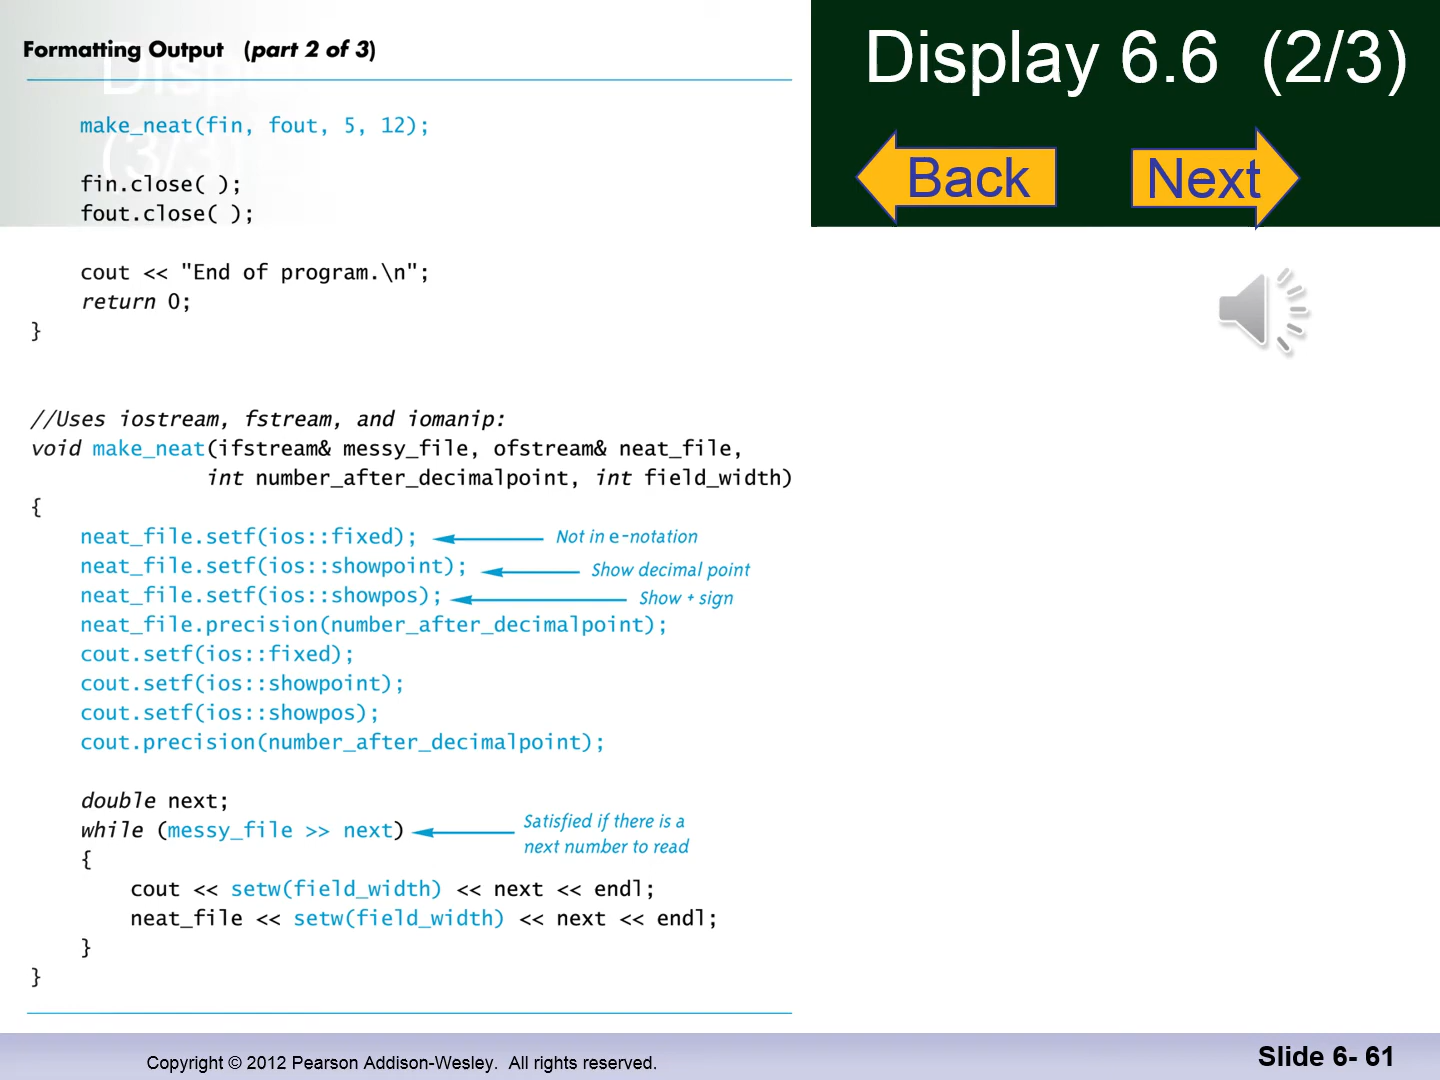 Formatting Output (part 2 of 3)
Display 6.6 (2/3)
Back
Next
Disp
(3/3)
make_neat(fin, fout, 5, 12);
fin.close( );
fout.close( );
cout << "End of program.\n";
return 0;
}
//Uses iostream, fstream, and iomanip:
void make_neat(ifstream& messy_file, ofstream& neat_file,
int number_after_decimalpoint, int field_width)
{
neat_file.setf(ios::fixed); Not in e-notation
neat_file.setf(ios::showpoint); Show decimal point
neat_file.setf(ios::showpos); Show + sign
neat_file.precision(number_after_decimalpoint);
cout.setf(ios::fixed);
cout.setf(ios::showpoint);
cout.setf(ios::showpos);
cout.precision(number_after_decimalpoint);
double next;
while (messy_file >> next) Satisfied if there is a
next number to read
{
cout << setw(field_width) << next << endl;
neat_file << setw(field_width) << next << endl;
}
}
Copyright © 2012 Pearson Addison-Wesley. All rights reserved.
Slide 6- 61